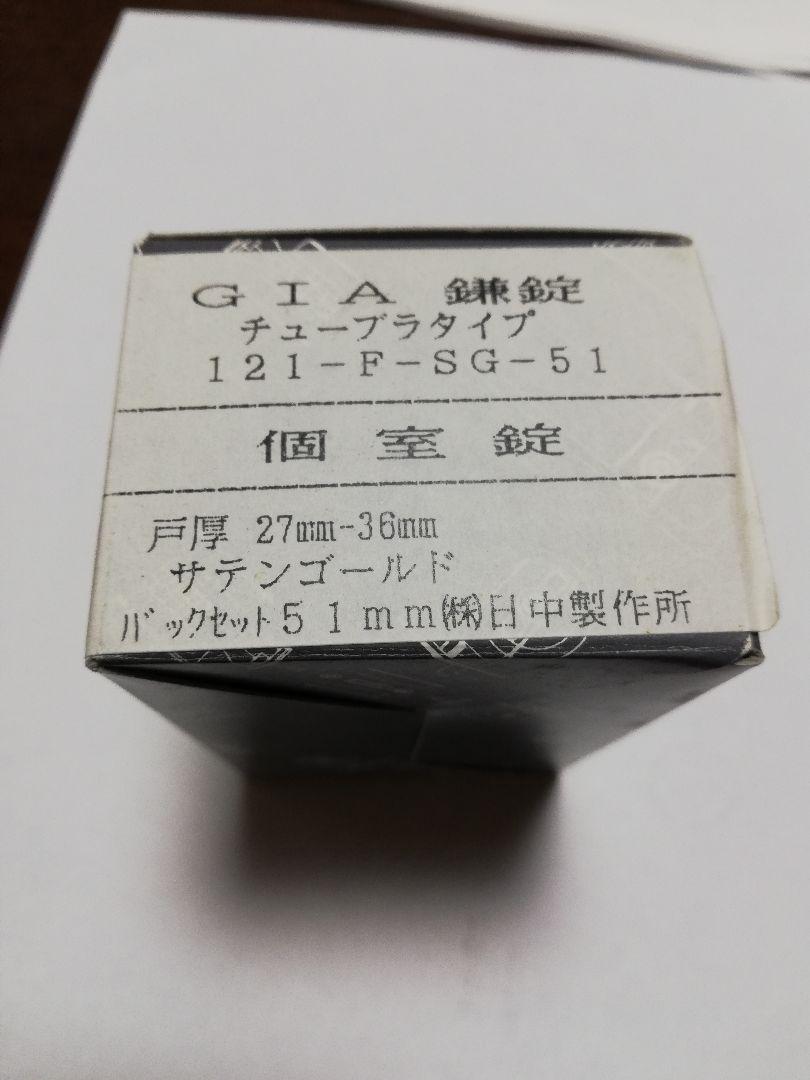 GIA 鎌錠
チューブラタイプ
121-F-SG-51
個室錠
戸厚 27mm-36mm
サテンゴールド
バックセット51mm㈱日中製作所